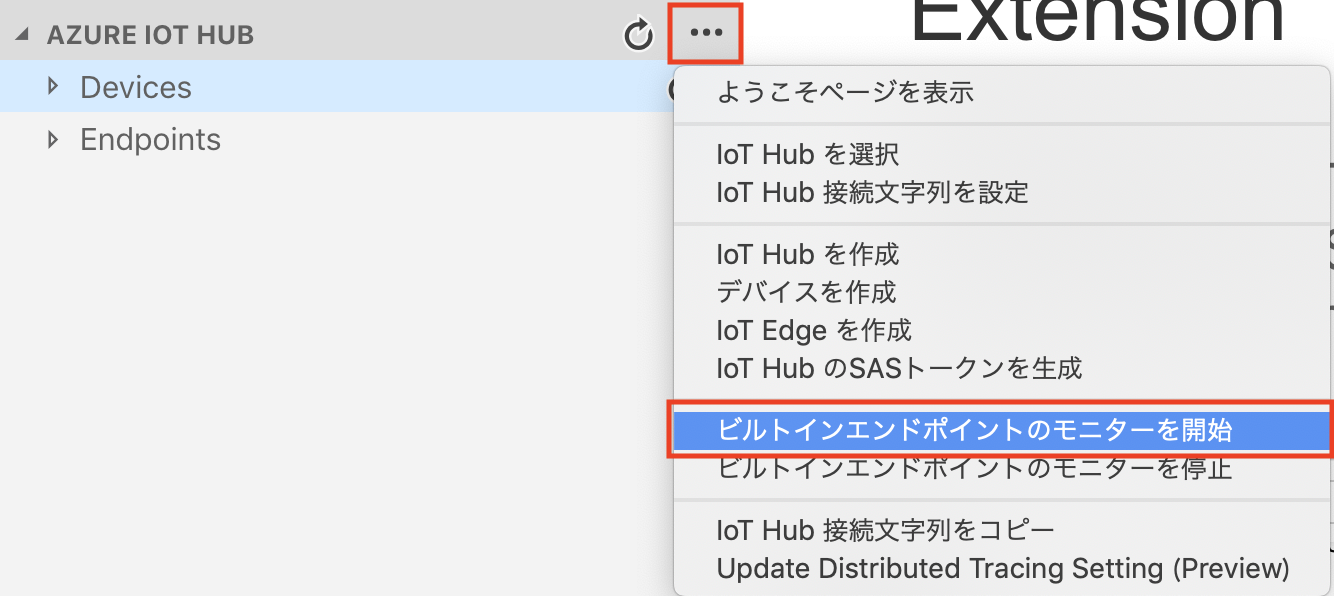 AZURE IOT HUB
Extension
Devices
Endpoints
ようこそページを表示
IoT Hub を選択
IoT Hub 接続文字列を設定
IoT Hub を作成
デバイスを作成
IoT Edge を作成
IoT Hub のSASトークンを生成
ビルトインエンドポイントのモニターを開始
ビルトインエンドポイントのモニターを停止
IoT Hub 接続文字列をコピー
Update Distributed Tracing Setting (Preview)